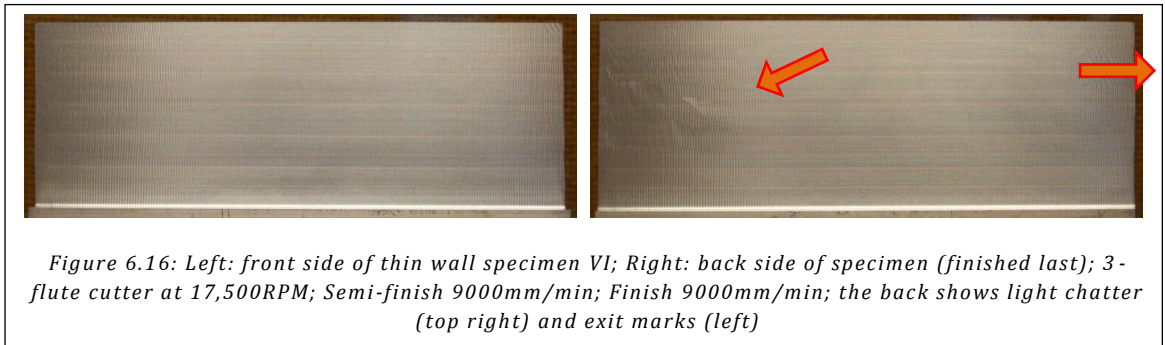 Figure 6.16: Left: front side of thin wall specimen VI; Right: back side of specimen (finished last); 3-
flute cutter at 17,500RPM; Semi-finish 9000mm/min; Finish 9000mm/min; the back shows light chatter
(top right) and exit marks (left)